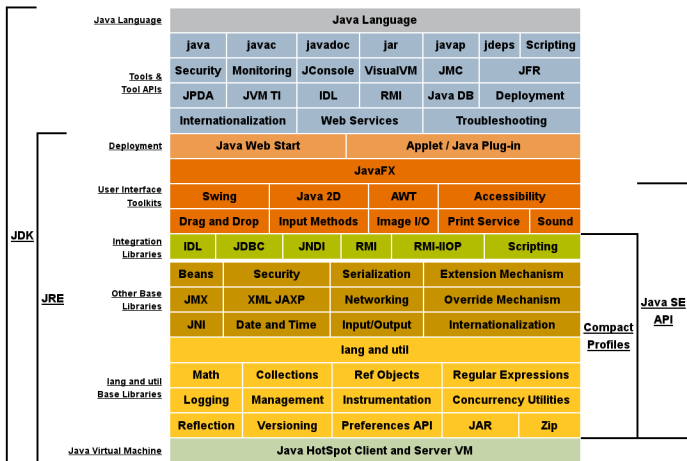 Java Language Java Language
java javac javadoc jar javap jdeps Scripting
Tools &
Tool APIs
Security Monitoring JConsole VisualVM JMC JFR
JPDA JVM TI IDL RMI Java DB Deployment
Internationalization Web Services Troubleshooting
Deployment Java Web Start Applet / Java Plug-in
JavaFX
User Interface
Toolkits
Swing Java 2D AWT Accessibility
Drag and Drop Input Methods Image I/O Print Service Sound
JDK
Integration
Libraries
IDL JDBC JNDI RMI RMI-IIOP Scripting
JRE
Other Base
Libraries
Beans Security Serialization Extension Mechanism
JMX XML JAXP Networking Override Mechanism
JNI Date and Time Input/Output Internationalization
Compact
Profiles
Java SE
API
lang and util
lang and util
Base Libraries
Math Collections Ref Objects Regular Expressions
Logging Management Instrumentation Concurrency Utilities
Reflection Versioning Preferences API JAR Zip
Java Virtual Machine Java HotSpot Client and Server VM